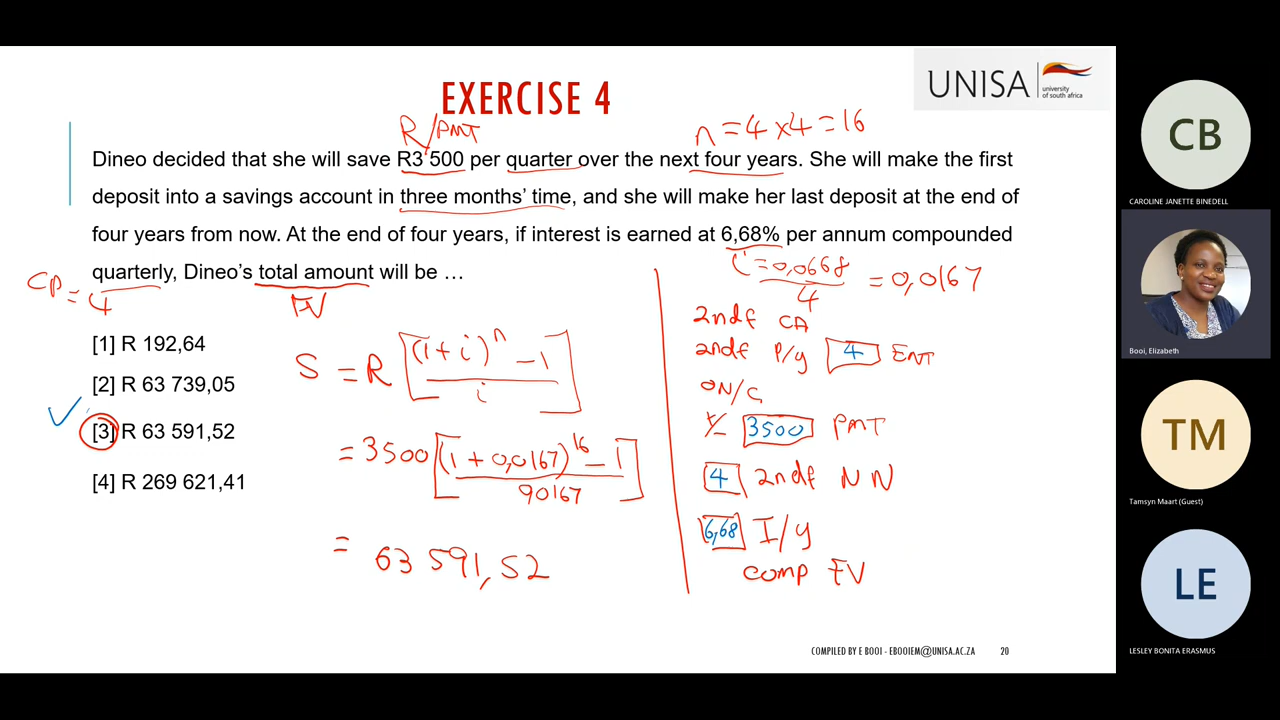 EXERCISE 4
UNISA
university
of south africa
R/PMT
n = 4 x 4 = 16
Dineo decided that she will save R3 500 per quarter over the next four years. She will make the first
deposit into a savings account in three months’ time, and she will make her last deposit at the end of
four years from now. At the end of four years, if interest is earned at 6,68% per annum compounded
quarterly, Dineo’s total amount will be …
CP = 4
FV
i = 0,0668 / 4 = 0,0167
[1] R 192,64
[2] R 63 739,05
[3] R 63 591,52
[4] R 269 621,41
S = R [ (1 + i)^n - 1 / i ]
= 3500 [ (1 + 0,0167)^16 - 1 / 0,0167 ]
= 63 591,52
2ndf CA
2ndf P/y 4 ENT
ON/C
+/- 3500 PMT
4 2ndf N N
6,68 I/y
comp FV
COMPILED BY E BOOI - EBOOIEM@UNISA.AC.ZA 20
CB
CAROLINE JANETTE BINEDELL
Booi, Elizabeth
TM
Tamsyn Maart (Guest)
LE
LESLEY BONITA ERASMUS